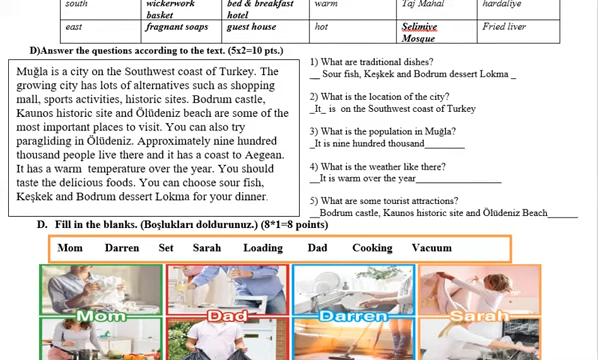 south wickerwork basket bed & breakfast hotel warm Taj Mahal hardaliye
east fragnant soaps guest house hot Selimiye Mosque Fried liver
D)Answer the questions according to the text. (5x2=10 pts.)
Muğla is a city on the Southwest coast of Turkey. The
growing city has lots of alternatives such as shopping
mall, sports activities, historic sites. Bodrum castle,
Kaunos historic site and Ölüdeniz beach are some of the
most important places to visit. You can also try
paragliding in Ölüdeniz. Approximately nine hundred
thousand people live there and it has a coast to Aegean.
It has a warm temperature over the year. You should
taste the delicious foods. You can choose sour fish,
Keşkek and Bodrum dessert Lokma for your dinner.
1) What are traditional dishes?
__ Sour fish, Keşkek and Bodrum dessert Lokma _
2) What is the location of the city?
_It_ is on the Southwest coast of Turkey
3) What is the population in Muğla?
_It is nine hundred thousand________
4) What is the weather like there?
__It is warm over the year________________
5) What are some tourist attractions?
__Bodrum castle, Kaunos historic site and Ölüdeniz Beach______
D. Fill in the blanks. (Boşlukları doldurunuz.) (8*1=8 points)
Mom Darren Set Sarah Loading Dad Cooking Vacuum
Mom Dad Darren Sarah